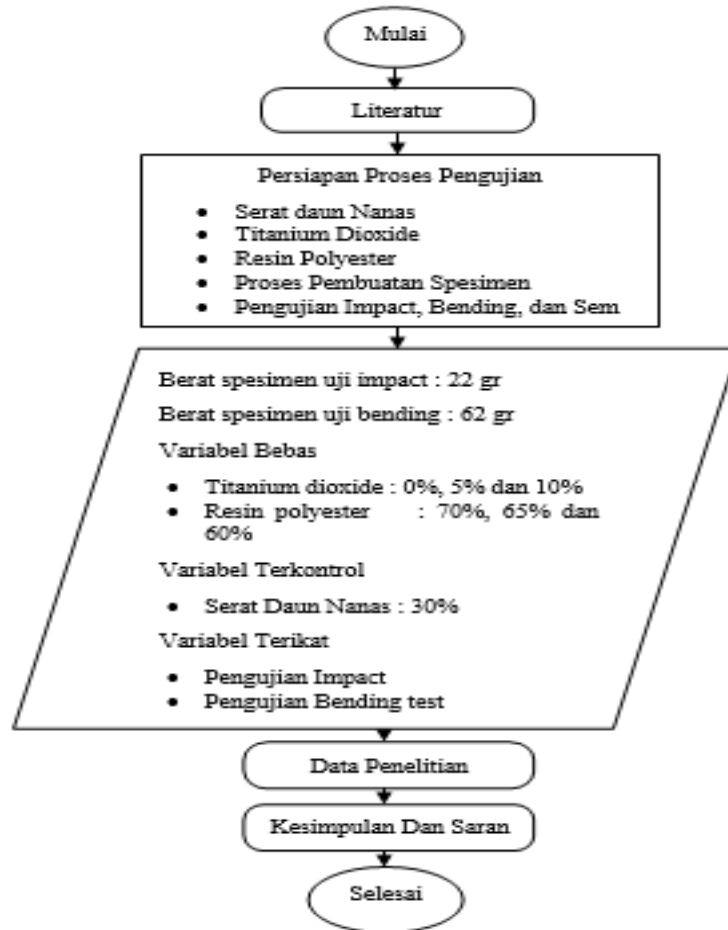 Mulai
Literatur
Persiapan Proses Pengujian
• Serat daun Nanas
• Titanium Dioxide
• Resin Polyester
• Proses Pembuatan Spesimen
• Pengujian Impact, Bending, dan Sem
Berat spesimen uji impact : 22 gr
Berat spesimen uji bending : 62 gr
Variabel Bebas
• Titanium dioxide : 0%, 5% dan 10%
• Resin polyester : 70%, 65% dan
60%
Variabel Terkontrol
• Serat Daun Nanas : 30%
Variabel Terikat
• Pengujian Impact
• Pengujian Bending test
Data Penelitian
Kesimpulan Dan Saran
Selesai